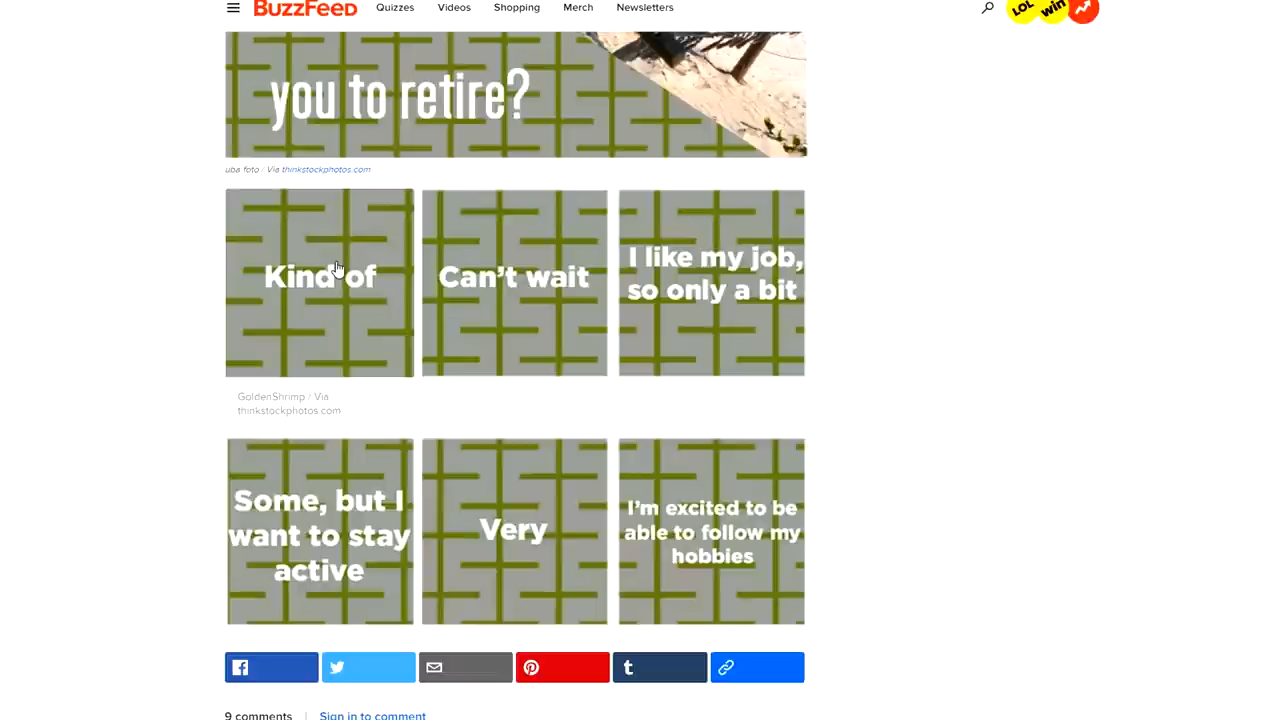 BuzzFeed Quizzes Videos Shopping Merch Newsletters LOL win
you to retire?
uba foto / Via thinkstockphotos.com
Kind of
Can't wait
I like my job,
so only a bit
GoldenShrimp / Via
thinkstockphotos.com
Some, but I
want to stay
active
Very
I'm excited to be
able to follow my
hobbies
9 comments | Sign in to comment